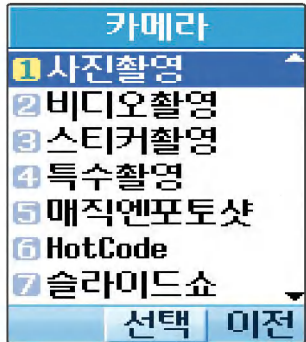 카메라
1 사진촬영
2 비디오촬영
3 스티커촬영
4 특수촬영
5 매직엔포토샷
6 HotCode
7 슬라이드쇼
선택 이전